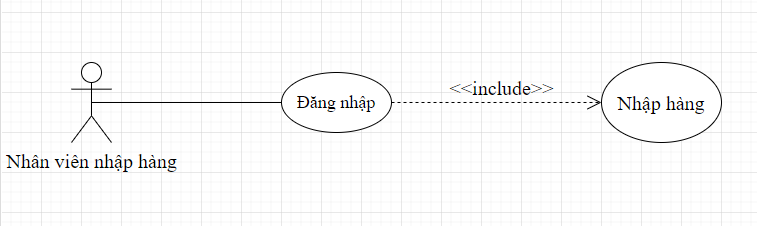 <<include>>
Đăng nhập
Nhập hàng
Nhân viên nhập hàng